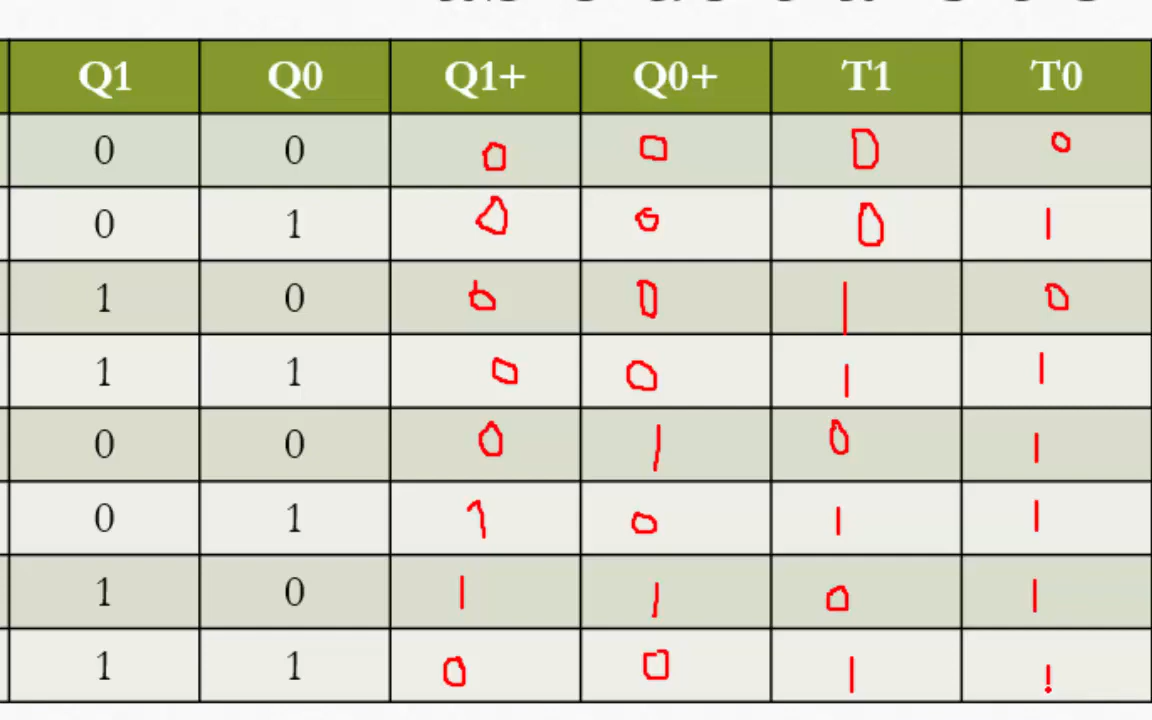 Q1 Q0 Q1+ Q0+ T1 T0
0 0 0 0 0 0
0 1 0 0 0 1
1 0 0 0 1 0
1 1 0 0 1 1
0 0 0 1 0 1
0 1 1 0 1 1
1 0 1 1 0 1
1 1 0 0 1 1